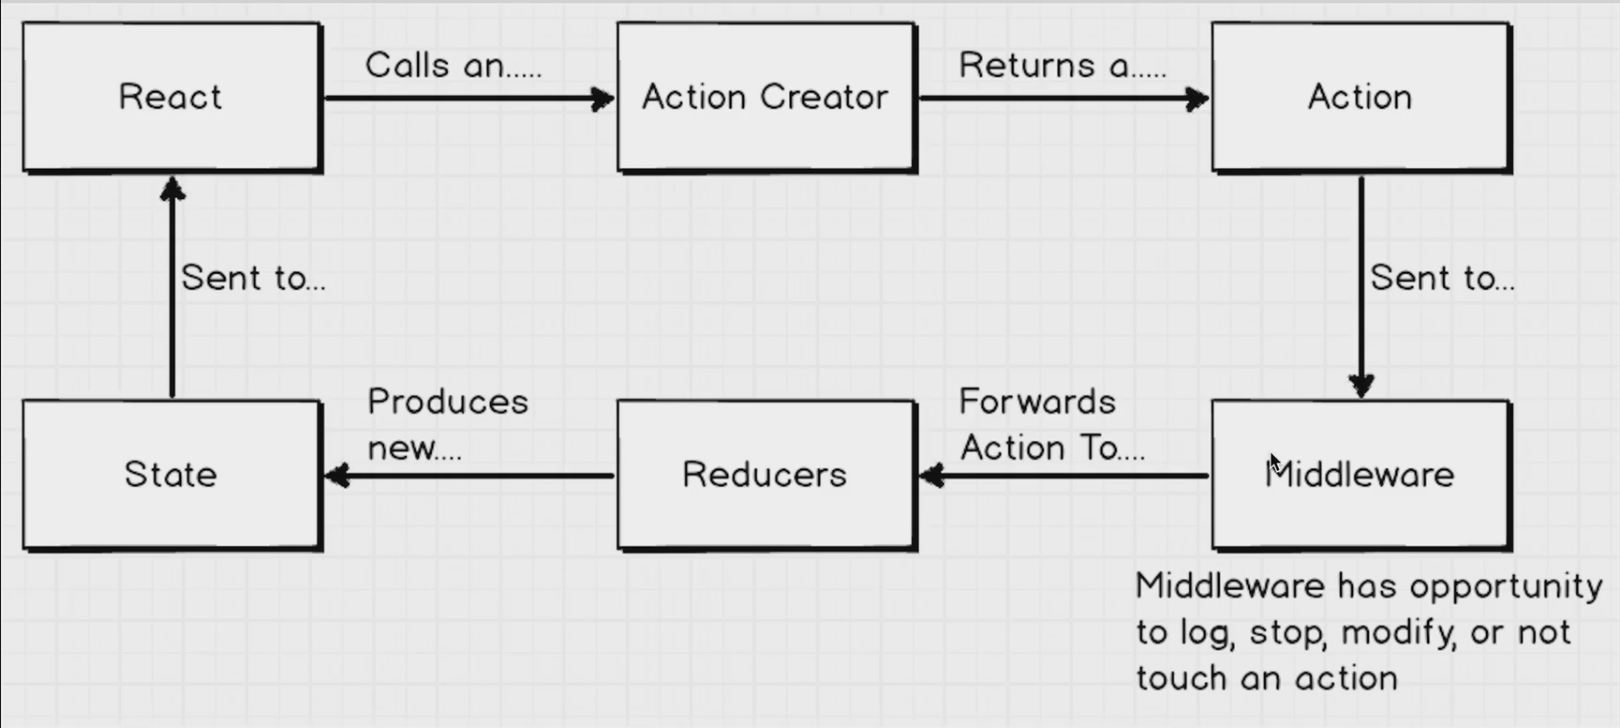 React
Calls an.....
Action Creator
Returns a.....
Action
Sent to...
Sent to...
State
Produces
new....
Reducers
Forwards
Action To....
Middleware
Middleware has opportunity
to log, stop, modify, or not
touch an action